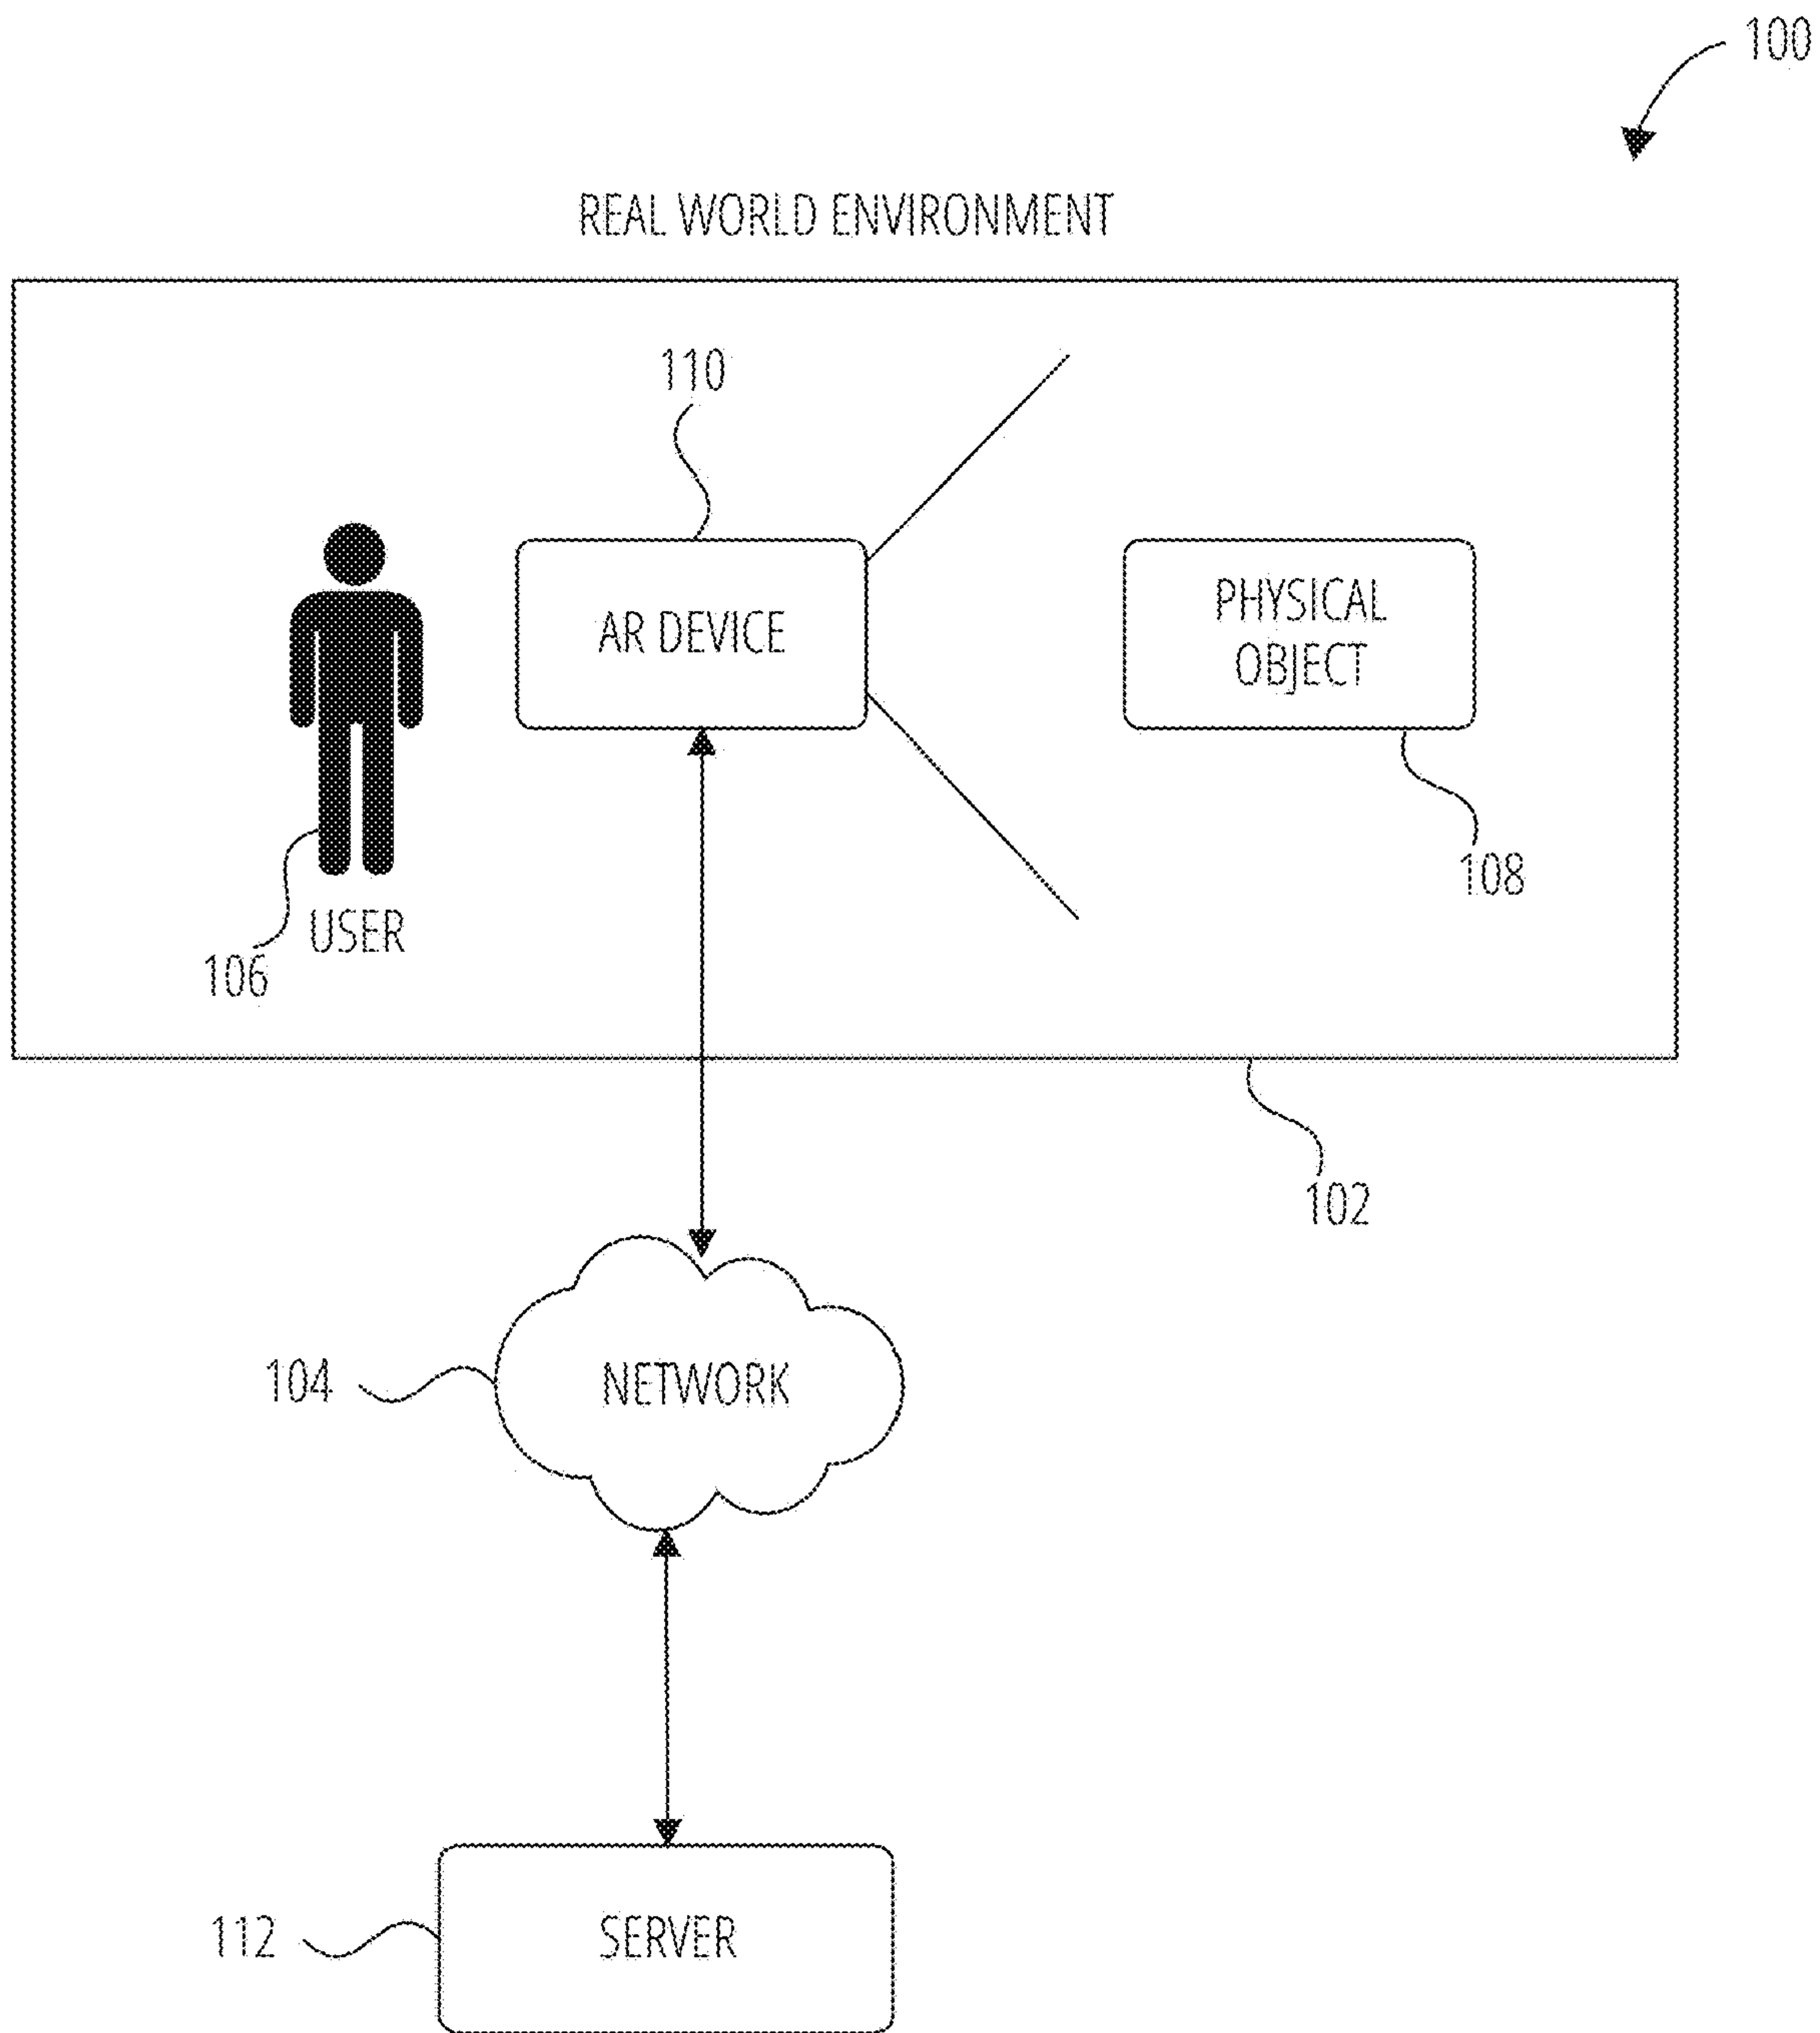 100
REAL WORLD ENVIRONMENT
110
AR DEVICE
PHYSICAL
OBJECT
108
USER
106
102
104
NETWORK
112
SERVER